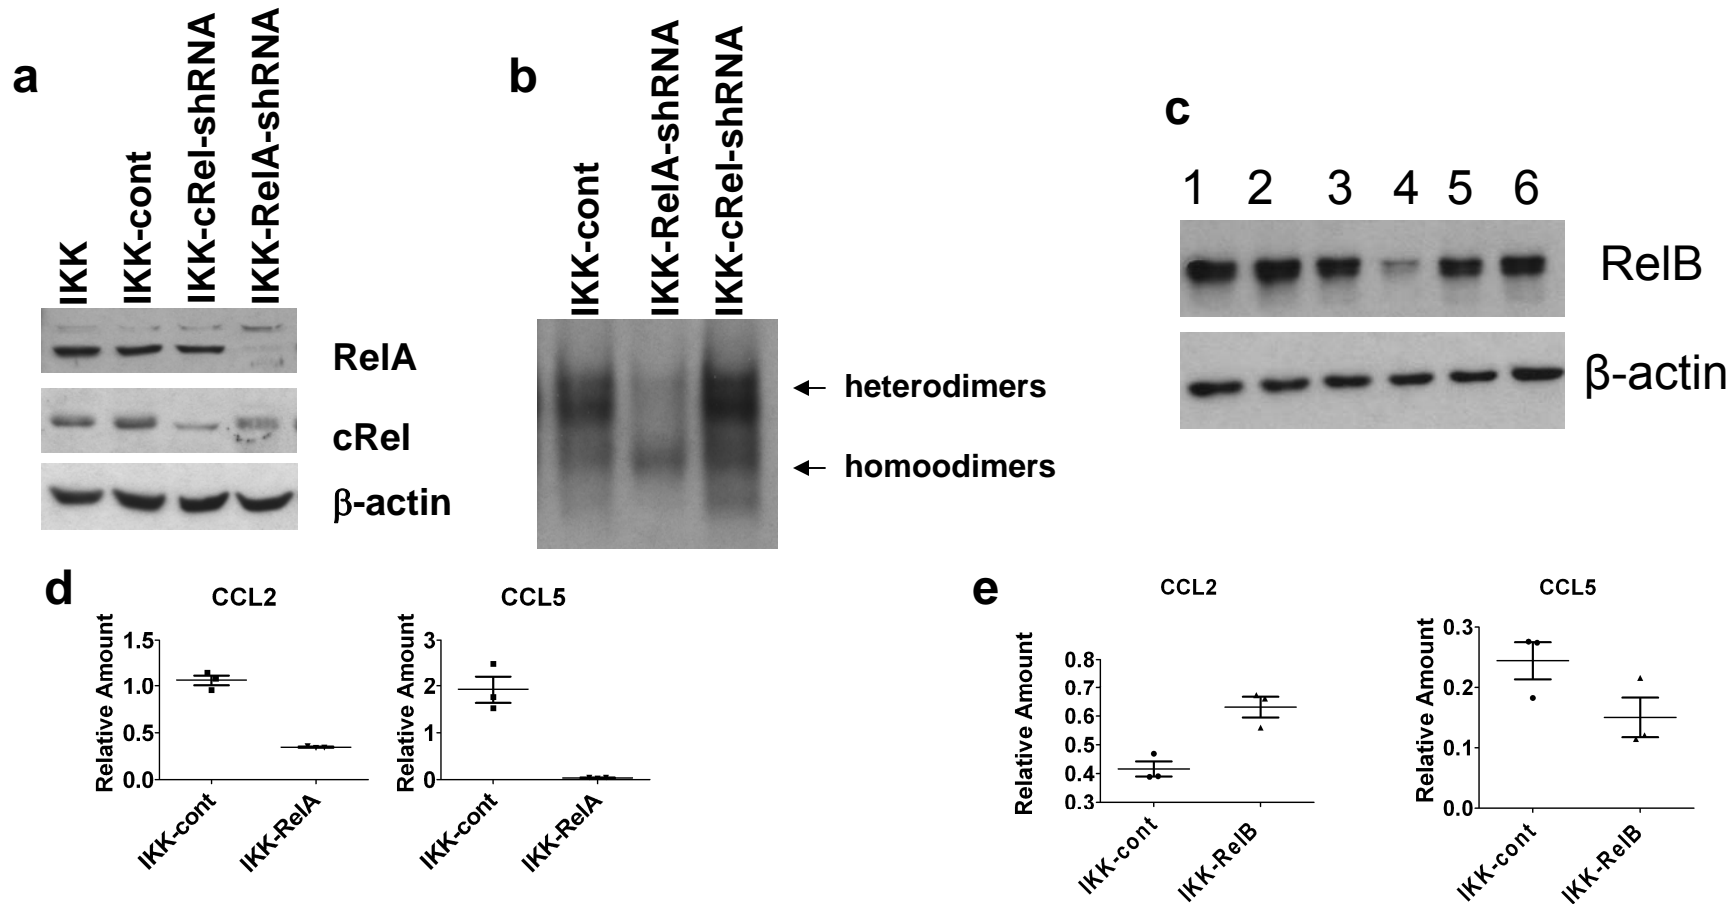 a
IKK
IKK-cont
IKK-cRel-shRNA
IKK-RelA-shRNA
RelA
cRel
β-actin
b
IKK-cont
IKK-RelA-shRNA
IKK-cRel-shRNA
heterodimers
homoodimers
c
1 2 3 4 5 6
RelB
β-actin
d
CCL2
Relative Amount
1.5
1.0
0.5
0.0
IKK-cont
IKK-RelA
CCL5
Relative Amount
3
2
1
0
IKK-cont
IKK-RelA
e
CCL2
Relative Amount
0.8
0.7
0.6
0.5
0.4
0.3
IKK-cont
IKK-RelB
CCL5
Relative Amount
0.3
0.2
0.1
0.0
IKK-cont
IKK-RelB